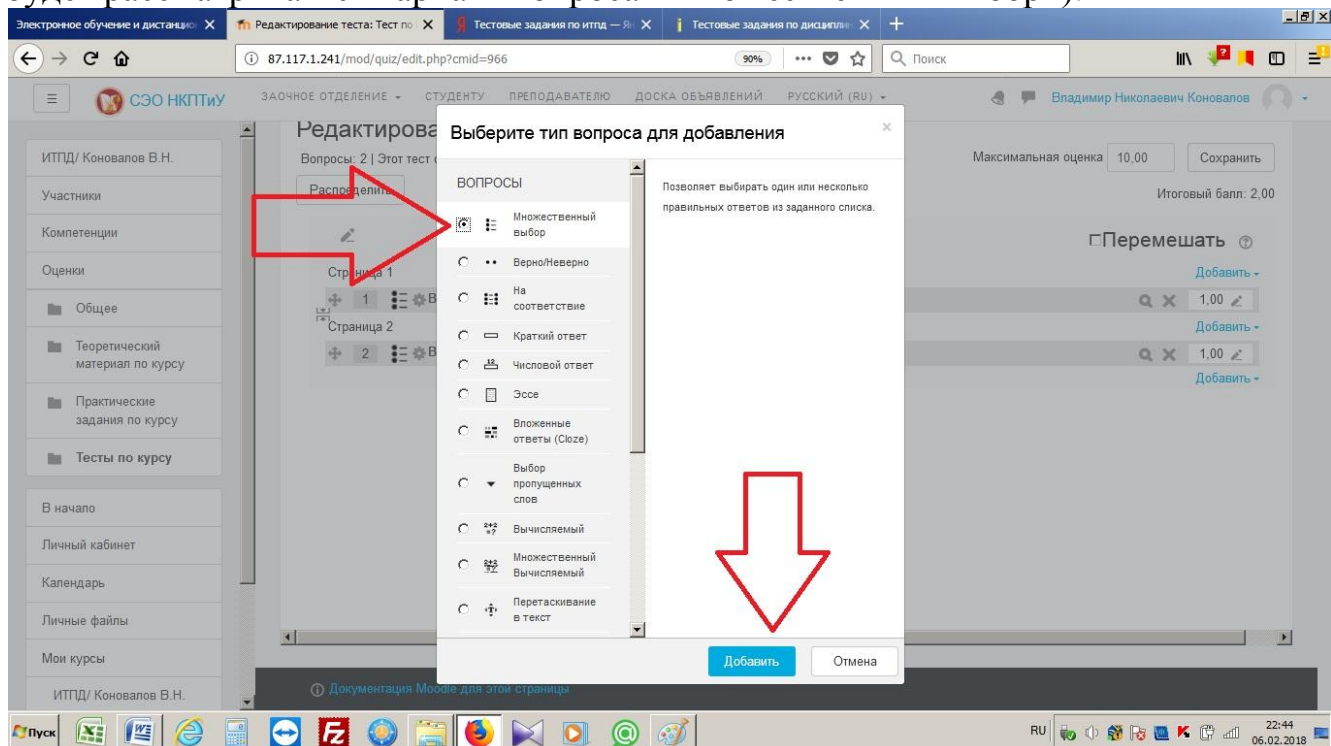 Электронное обучение и дистанцио
Редактирование теста: Тест по
Тестовые задания по итпд — Я
Тестовые задания по дисципли
87.117.1.241/mod/quiz/edit.php?cmid=966
90%
Поиск
СЭО НКПТиУ
ЗАОЧНОЕ ОТДЕЛЕНИЕ
СТУДЕНТУ
ПРЕПОДАВАТЕЛЮ
ДОСКА ОБЪЯВЛЕНИЙ
РУССКИЙ (RU)
Владимир Николаевич Коновалов
ИТПД/ Коновалов В.Н.
Участники
Компетенции
Оценки
Общее
Теоретический
материал по курсу
Практические
задания по курсу
Тесты по курсу
В начало
Личный кабинет
Календарь
Личные файлы
Мои курсы
ИТПД/ Коновалов В.Н.
Редактирова
Вопросы: 2 | Этот тест
Распределить
Максимальная оценка 10,00 Сохранить
Итоговый балл: 2,00
Перемешать
Страница 1
Добавить
1 В 1,00
Страница 2
Добавить
2 В 1,00
Добавить
Выберите тип вопроса для добавления
ВОПРОСЫ
Множественный
выбор
Верно/Неверно
На
соответствие
Краткий ответ
Числовой ответ
Эссе
Вложенные
ответы (Cloze)
Выбор
пропущенных
слов
Вычисляемый
Множественный
Вычисляемый
Перетаскивание
в текст
Позволяет выбирать один или несколько
правильных ответов из заданного списка.
Добавить
Отмена
Документация Moodle для этой страницы
Пуск
RU
22:44
06.02.2018